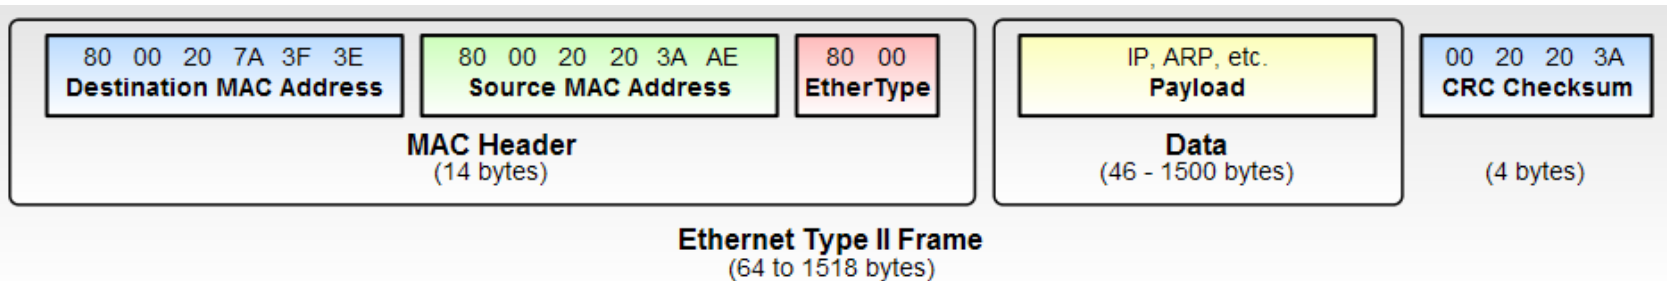 80 00 20 7A 3F 3E
Destination MAC Address
80 00 20 20 3A AE
Source MAC Address
80 00
EtherType
MAC Header
(14 bytes)
IP, ARP, etc.
Payload
Data
(46 - 1500 bytes)
00 20 20 3A
CRC Checksum
(4 bytes)
Ethernet Type II Frame
(64 to 1518 bytes)